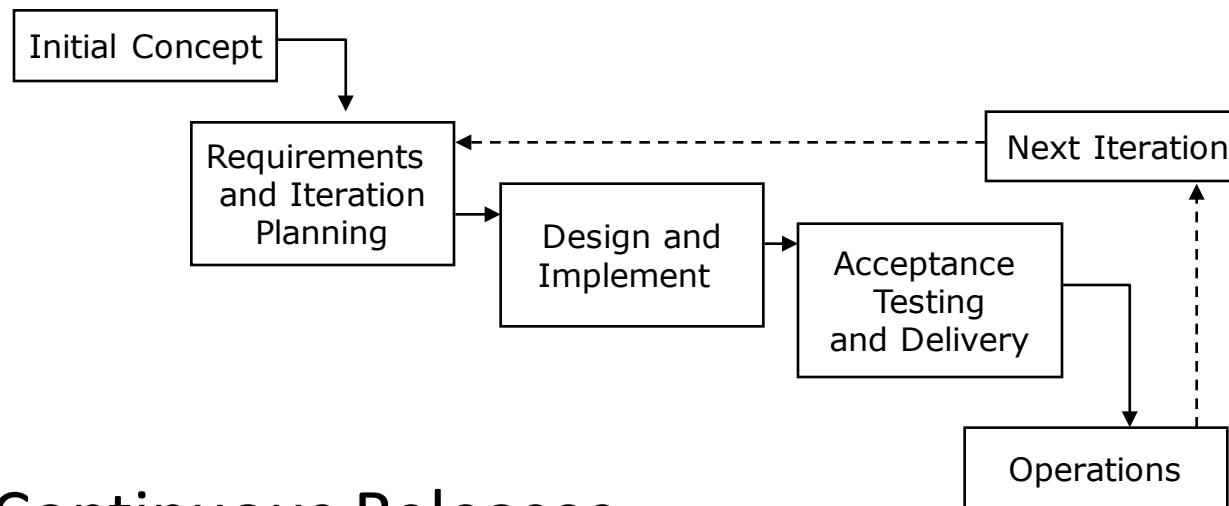 Initial Concept
Requirements
and Iteration
Planning
Next Iteration
Design and
Implement
Acceptance
Testing
and Delivery
Operations
Continuous Releases